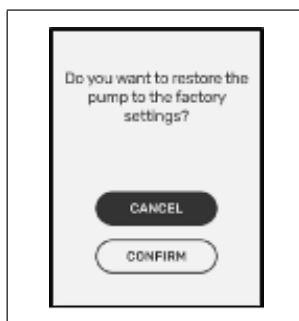 Do you want to restore the
pump to the factory
settings?
CANCEL
CONFIRM